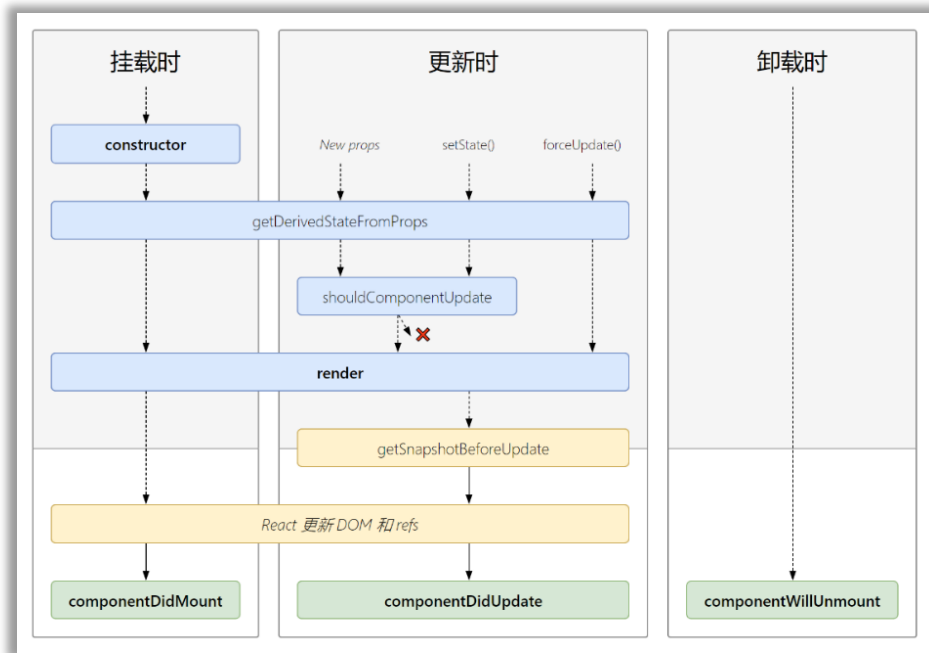 挂载时
更新时
卸载时
constructor
New props
setState()
forceUpdate()
getDerivedStateFromProps
shouldComponentUpdate
render
getSnapshotBeforeUpdate
React 更新 DOM 和 refs
componentDidMount
componentDidUpdate
componentWillUnmount